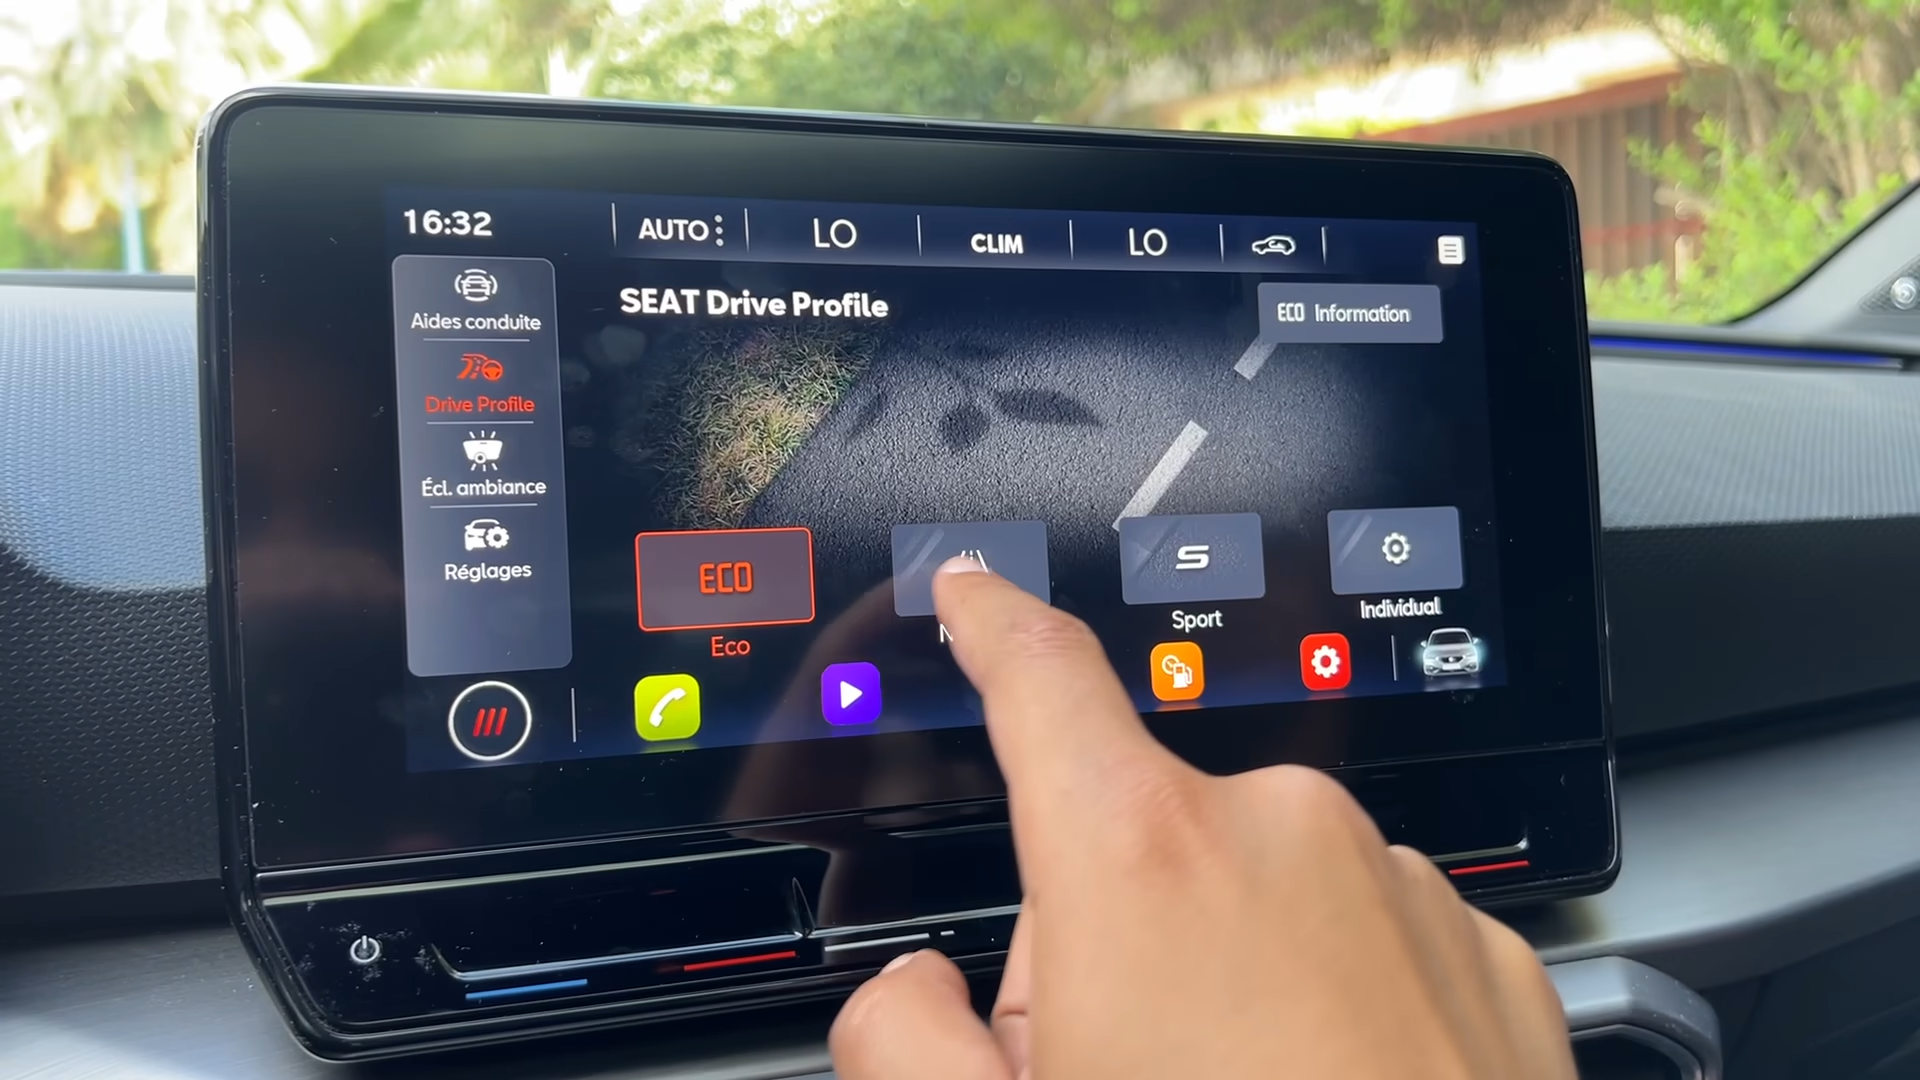 16:32
AUTO
LO
CLIM
LO
SEAT Drive Profile
ECO Information
Aides conduite
Drive Profile
Écl. ambiance
Réglages
ECO
S
Eco
Sport
Individual